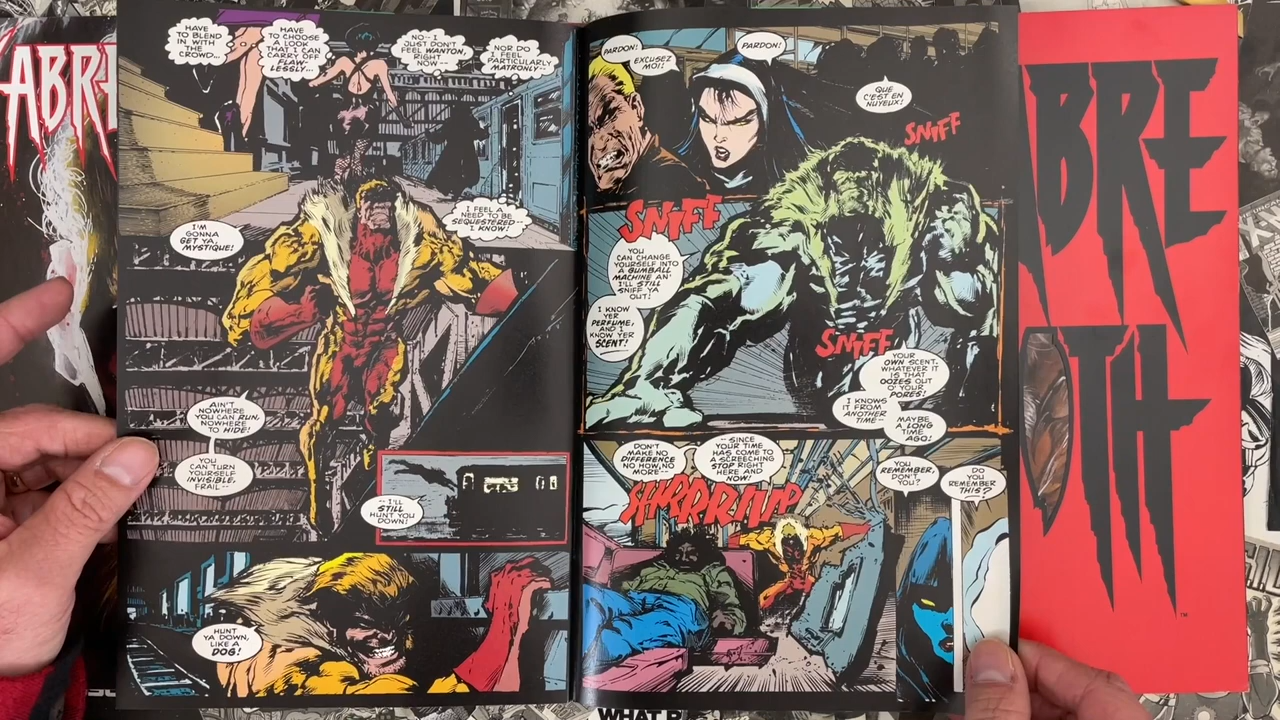 HAVE
TO BLEND
IN WITH
THE
CROWD...
HAVE
TO CHOOSE
A LOOK
THAT I CAN
CARRY OFF
FLAW-
LESSLY...
NO-- I
JUST DON'T
FEEL WANTON,
RIGHT
NOW--
NOR DO
I FEEL
PARTICULARLY
MATRONLY--
I FEEL A
NEED TO BE
SEQUESTERED--
I KNOW!
I'M
GONNA
GET YA,
MYSTIQUE!
AIN'T
NOWHERE
YOU CAN RUN,
NOWHERE
TO HIDE!
YOU
CAN TURN
YOURSELF
INVISIBLE,
FRAIL--
--I'LL
STILL
HUNT YOU
DOWN!
HUNT
YA DOWN,
LIKE A
DOG!
PARDON!
EXCUSEZ
MOI!
PARDON!
QUE
C'EST EN
NUYEUX!
SNIFF
SNIFF
YOU
CAN CHANGE
YOURSELF INTO
A GUMBALL
MACHINE AN'
I'LL STILL
SNIFF YA
OUT!
I KNOW
YER
PERFUME,
AND I
KNOW YER
SCENT!
SNIFF
YOUR
OWN SCENT.
WHATEVER IT
IS THAT
OOZES OUT
O' YOUR
PORES!
I KNOWS
IT FROM
ANOTHER
TIME--
MAYBE
A LONG
TIME
AGO!
DON'T
MAKE NO
DIFFERENCE
NO HOW, NO
MORE--
--SINCE
YOUR TIME
HAS COME TO
A SCREECHING
STOP RIGHT
HERE AND
NOW!
SHRRRIIIP
YOU
REMEMBER,
DON'T
YOU?
DO
YOU
REMEMBER
THIS?
ABRE
ABRE
TH
™